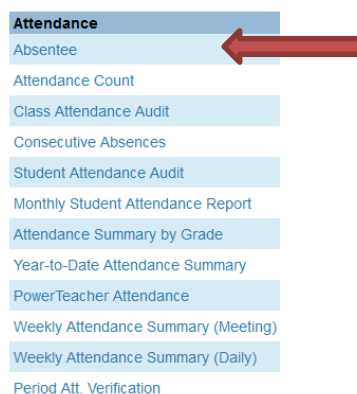 Attendance
Absentee
Attendance Count
Class Attendance Audit
Consecutive Absences
Student Attendance Audit
Monthly Student Attendance Report
Attendance Summary by Grade
Year-to-Date Attendance Summary
PowerTeacher Attendance
Weekly Attendance Summary (Meeting)
Weekly Attendance Summary (Daily)
Period Att. Verification